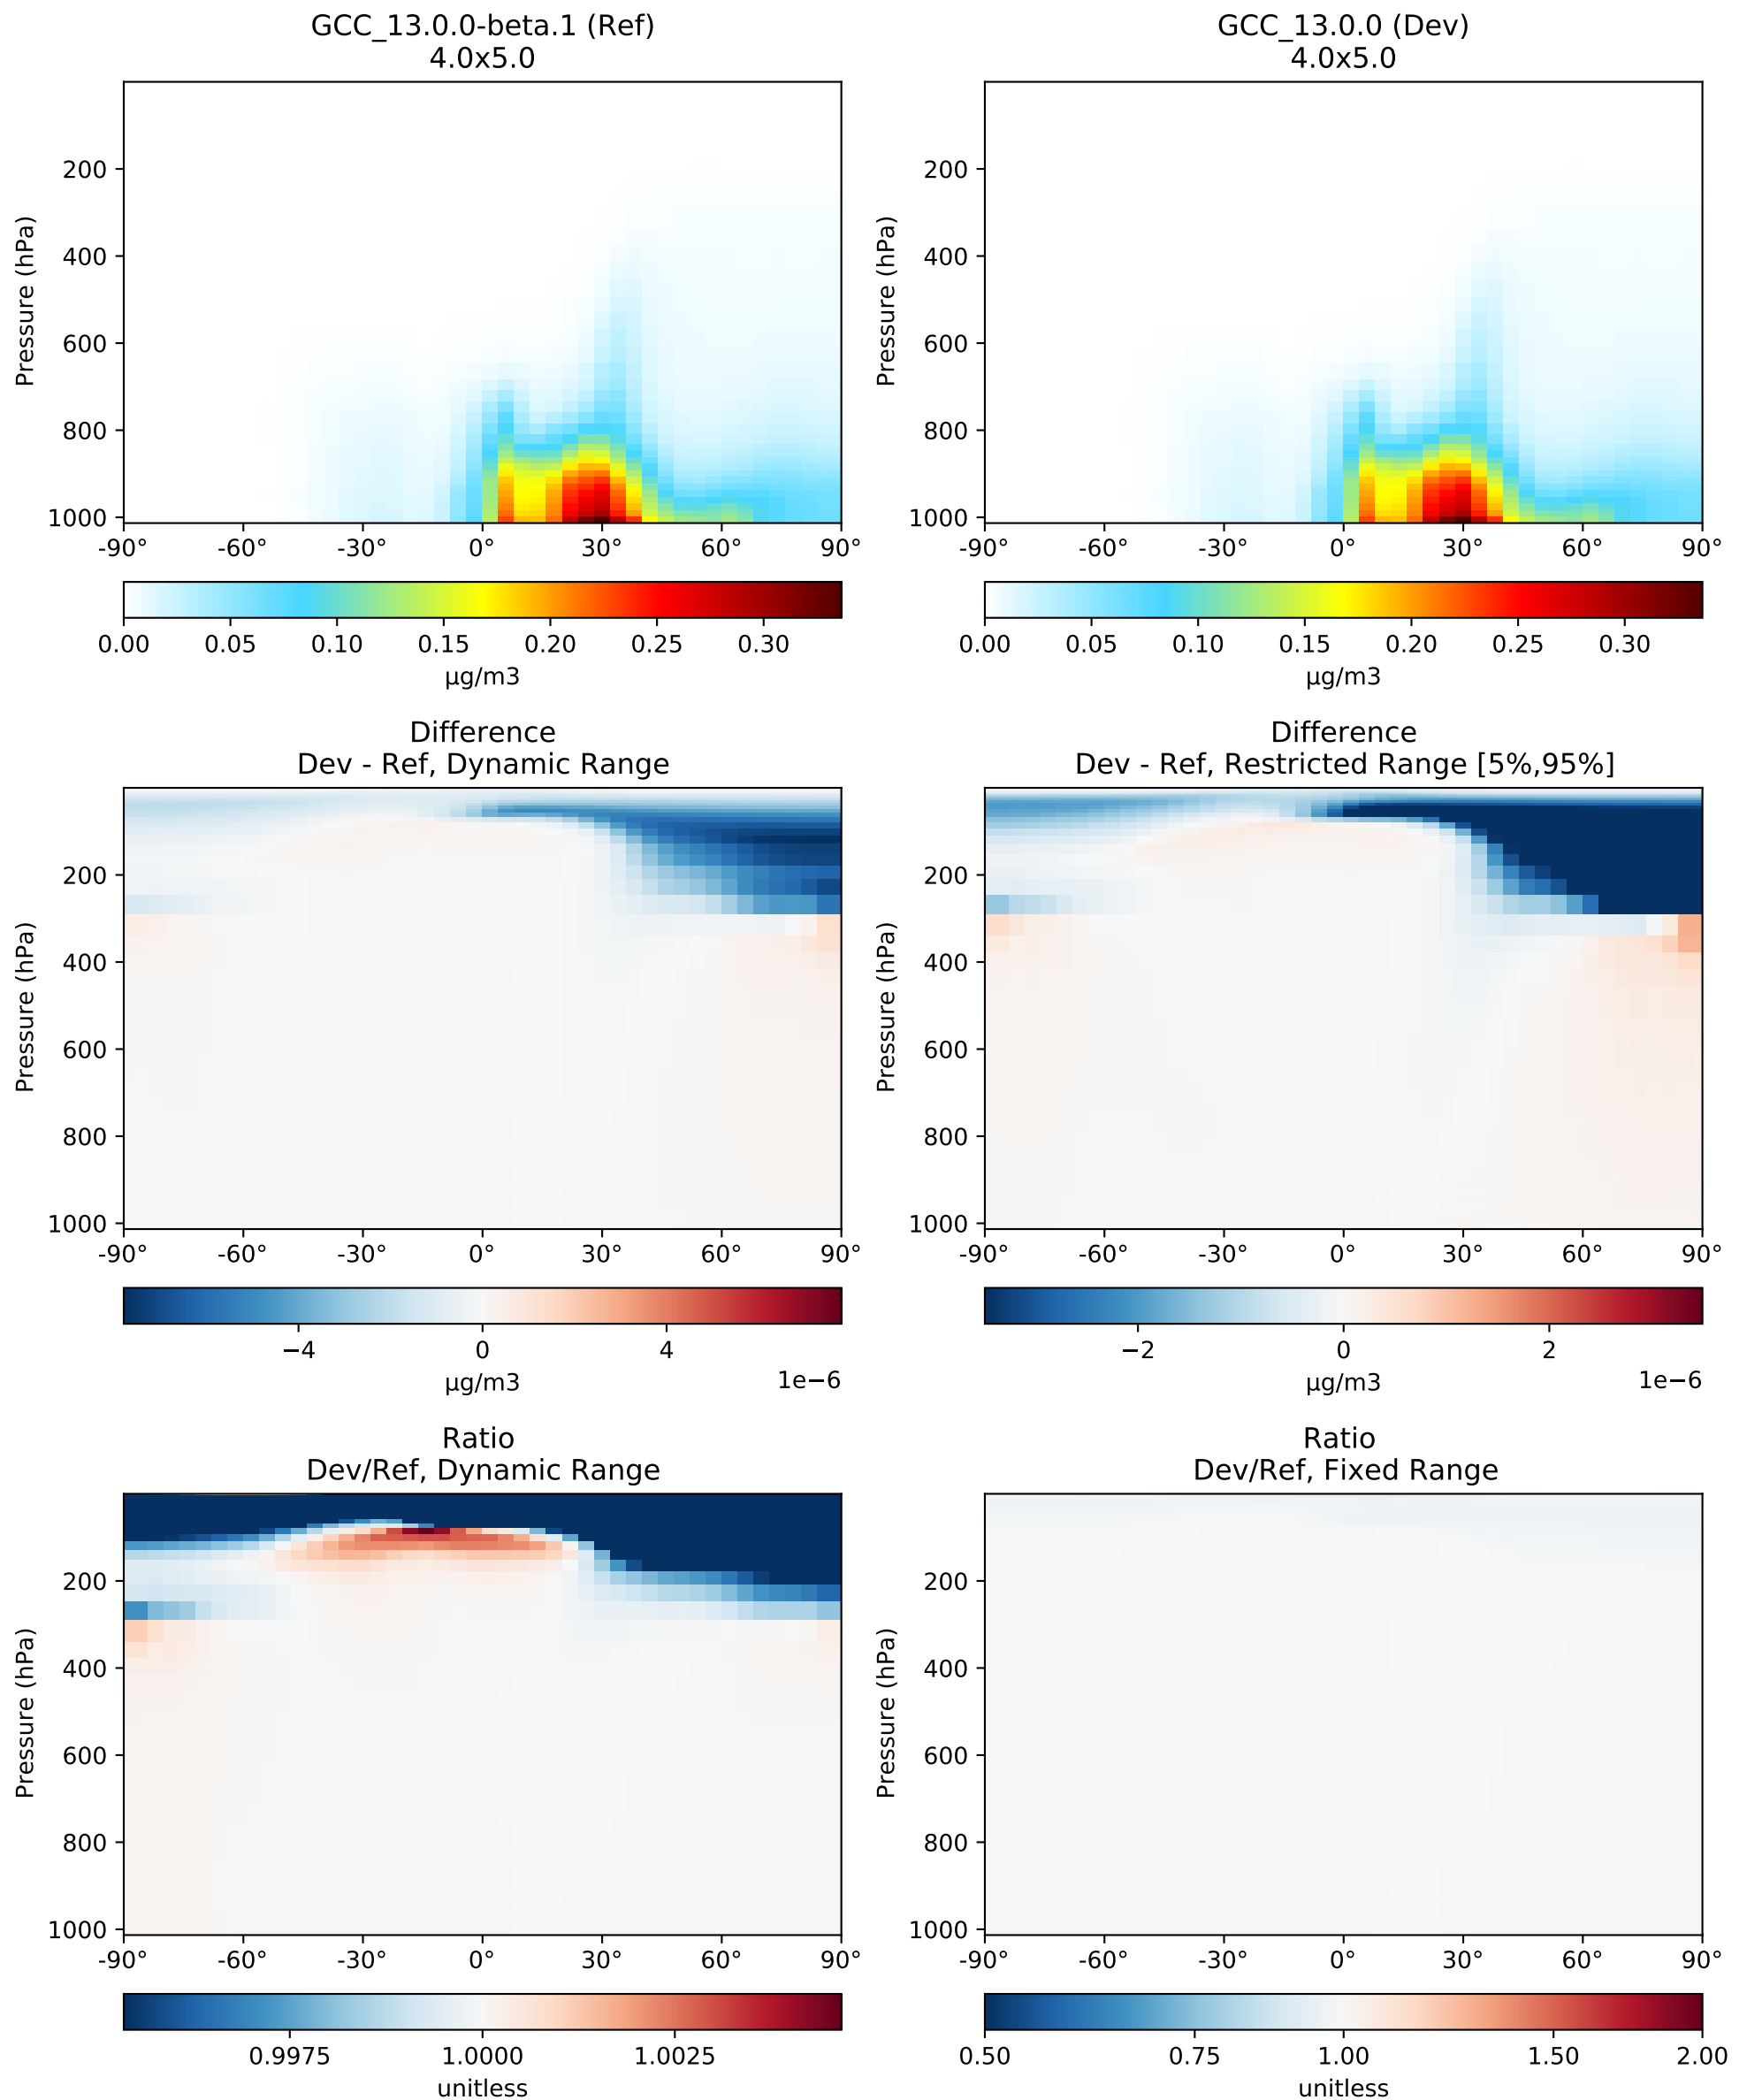 GCC_13.0.0-beta.1 (Ref)
4.0x5.0
GCC_13.0.0 (Dev)
4.0x5.0
Pressure (hPa)
200
400
600
800
1000
-90° -60° -30° 0° 30° 60° 90°
0.00 0.05 0.10 0.15 0.20 0.25 0.30
µg/m3
Pressure (hPa)
200
400
600
800
1000
-90° -60° -30° 0° 30° 60° 90°
0.00 0.05 0.10 0.15 0.20 0.25 0.30
µg/m3
Difference
Dev - Ref, Dynamic Range
Pressure (hPa)
200
400
600
800
1000
-90° -60° -30° 0° 30° 60° 90°
−4 0 4
µg/m3 1e−6
Difference
Dev - Ref, Restricted Range [5%,95%]
Pressure (hPa)
200
400
600
800
1000
-90° -60° -30° 0° 30° 60° 90°
−2 0 2
µg/m3 1e−6
Ratio
Dev/Ref, Dynamic Range
Pressure (hPa)
200
400
600
800
1000
-90° -60° -30° 0° 30° 60° 90°
0.9975 1.0000 1.0025
unitless
Ratio
Dev/Ref, Fixed Range
Pressure (hPa)
200
400
600
800
1000
-90° -60° -30° 0° 30° 60° 90°
0.50 0.75 1.00 1.50 2.00
unitless